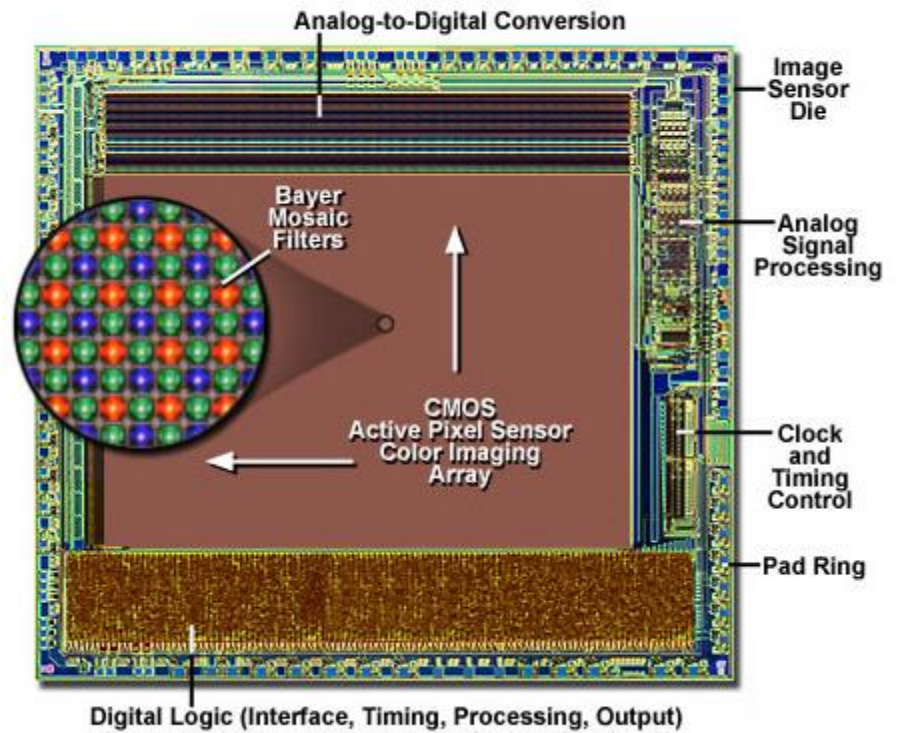 Analog-to-Digital Conversion
Image
Sensor
Die
Bayer
Mosaic
Filters
Analog
Signal
Processing
CMOS
Active Pixel Sensor
Color Imaging
Array
Clock
and
Timing
Control
Pad Ring
Digital Logic (Interface, Timing, Processing, Output)